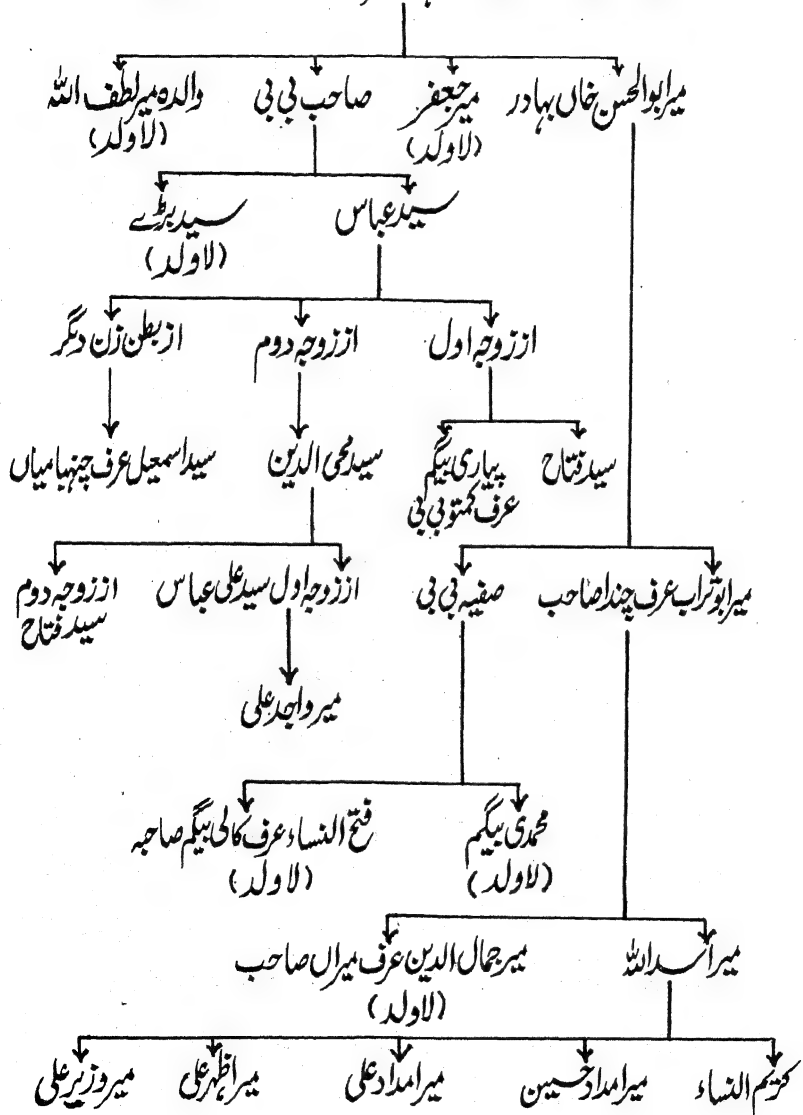 میر ابوالحسن خاں بہادر
میر جعفر
(لاولد)
صاحب بی بی
والدہ میر لطف اللہ
(لاولد)
سید عباس
سید بڑے
(لاولد)
از زوجہ اول
از زوجہ دوم
از بطن زن دیگر
سید فتاح
پیاری بیگم
عرف کمتو بی بی
سید محی الدین
سید اسمعیل عرف چنہا میاں
میر ابو تراب عرف چندا صاحب
صفیہ بی بی
از زوجہ اول سید علی عباس
از زوجہ دوم
سید فتاح
میر واجد علی
محمدی بیگم
(لاولد)
فتح النساء عرف کالی بیگم صاحبہ
(لاولد)
میر اسد اللہ
میر جمال الدین عرف میراں صاحب
(لاولد)
کریم النساء
میر امداد حسین
میر امداد علی
میر اظہر علی
میر وزیر علی